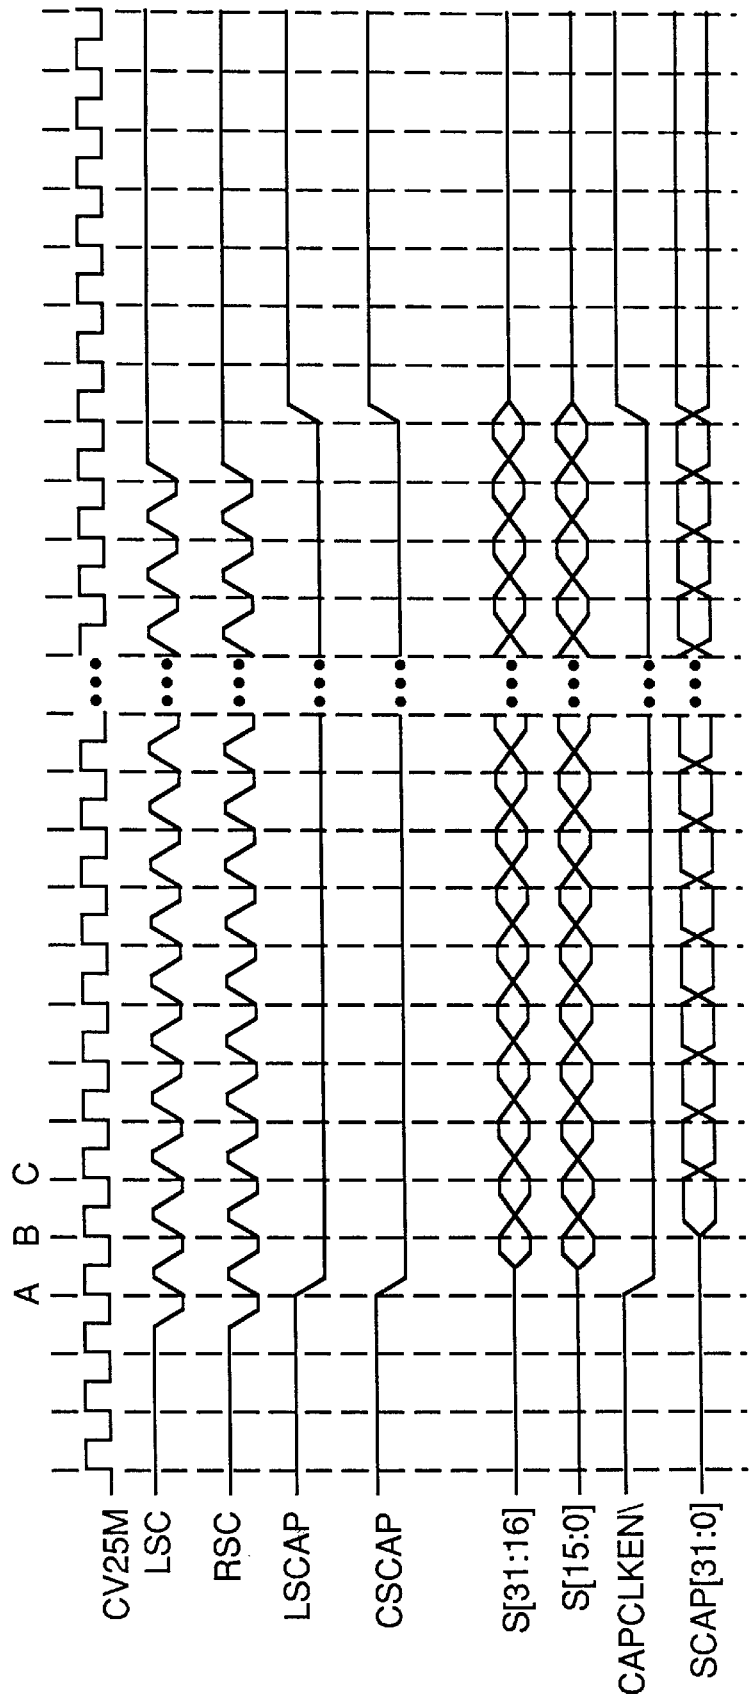 A B C
CV25M
LSC
RSC
LSCAP
CSCAP
S[31:16]
S[15:0]
CAPCLKEN\
SCAP[31:0]